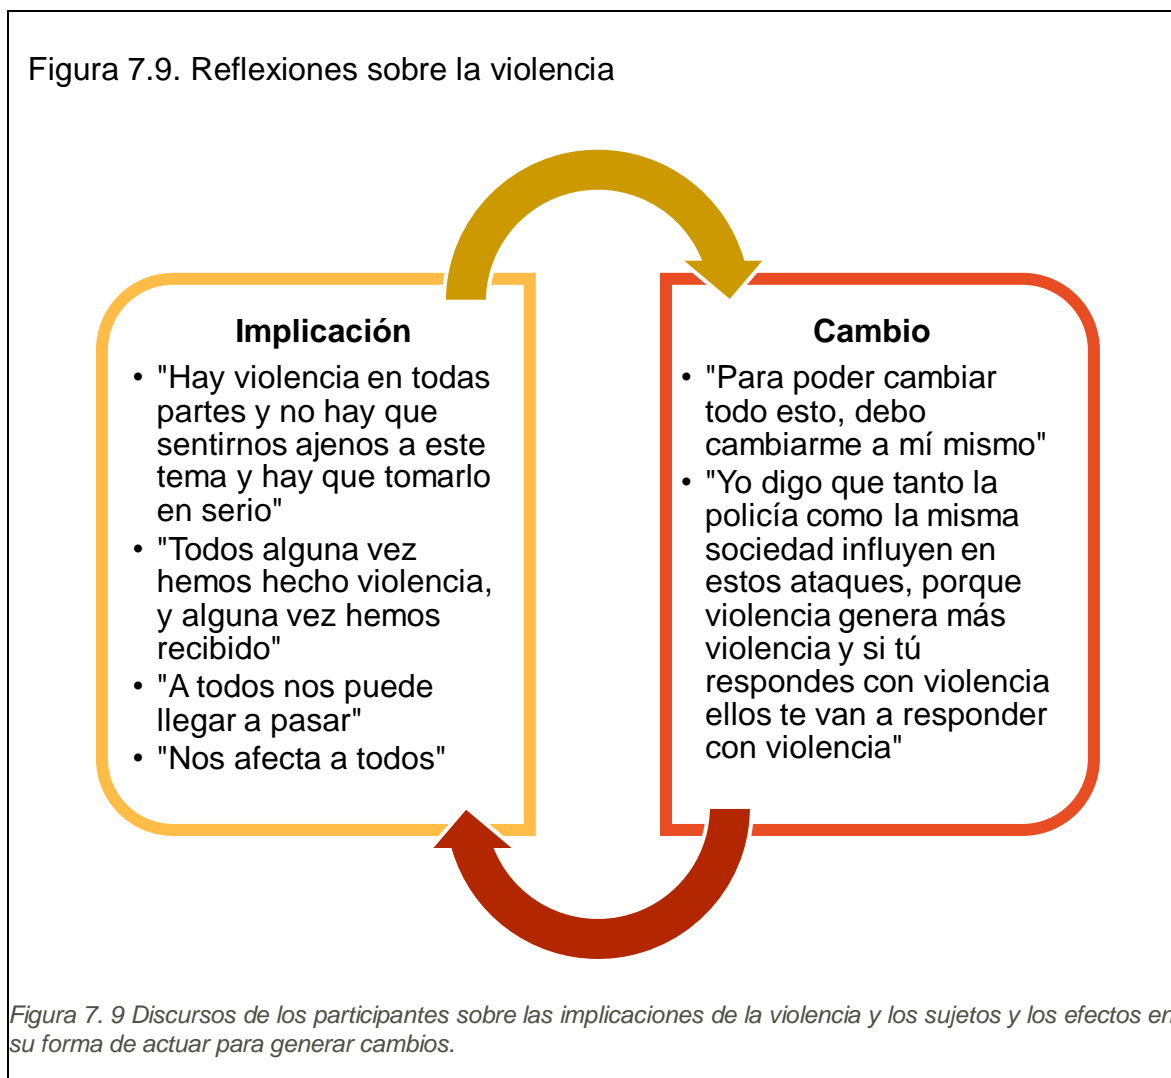 Figura 7.9. Reflexiones sobre la violencia
Implicación
• "Hay violencia en todas
partes y no hay que
sentirnos ajenos a este
tema y hay que tomarlo
en serio"
• "Todos alguna vez
hemos hecho violencia,
y alguna vez hemos
recibido"
• "A todos nos puede
llegar a pasar"
• "Nos afecta a todos"
Cambio
• "Para poder cambiar
todo esto, debo
cambiarme a mí mismo"
• "Yo digo que tanto la
policía como la misma
sociedad influyen en
estos ataques, porque
violencia genera más
violencia y si tú
respondes con violencia
ellos te van a responder
con violencia"
Figura 7. 9 Discursos de los participantes sobre las implicaciones de la violencia y los sujetos y los efectos en
su forma de actuar para generar cambios.